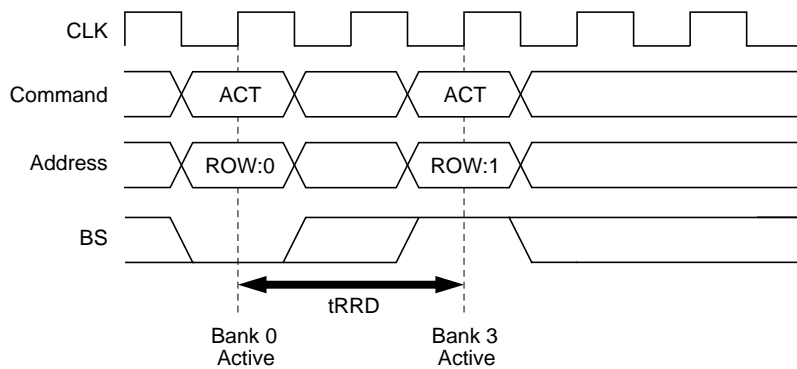 CLK
Command
ACT
ACT
Address
ROW:0
ROW:1
BS
tRRD
Bank 0
Active
Bank 3
Active